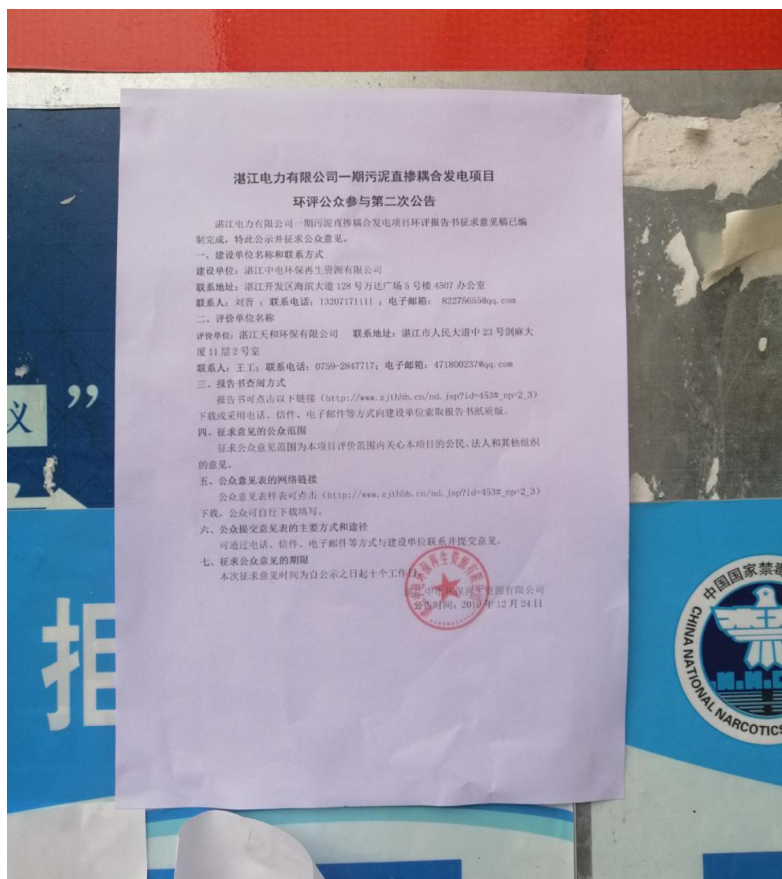 湛江电力有限公司一期污泥直掺耦合发电项目
环评公众参与第二次公告
湛江电力有限公司一期污泥直掺耦合发电项目环评报告书征求意见稿已编
制完成，特此公示并征求公众意见。
一、建设单位名称和联系方式
建设单位：湛江中电环保再生资源有限公司
联系地址：湛江开发区海滨大道 128 号万达广场 5 号楼 4507 办公室
联系人：刘晋 ；联系电话：13207171111 ；电子邮箱： 82275655@qq.com
二、评价单位名称
评价单位：湛江天和环保有限公司 联系地址：湛江市人民大道中 23 号剑麻大
厦 11 层 2 号室
联系人：王工；联系电话：0759-2847717；电子邮箱：471800237@qq.com
三、报告书查阅方式
报告书可点击以下链接（http://www.zjthhb.cn/nd.jsp?id=453#_np=2_3）
下载或采用电话、信件、电子邮件等方式向建设单位索取报告书纸质版。
四、征求意见的公众范围
征求公众意见范围为本项目评价范围内关心本项目的公民、法人和其他组织
的意见。
五、公众意见表的网络链接
公众意见表样表可点击（http://www.zjthhb.cn/nd.jsp?id=453#_np=2_3）
下载，公众可自行下载填写。
六、公众提交意见表的主要方式和途径
可通过电话、信件、电子邮件等方式与建设单位联系并提交意见。
七、征求公众意见的期限
本次征求意见时间为自公示之日起十个工作日。
江中电环保再生资源有限公司
公告时间：2019 年 12 月 24 日
议 ”
拒
中国国家禁毒
CHINA NATIONAL NARCOTICS
N.N.C